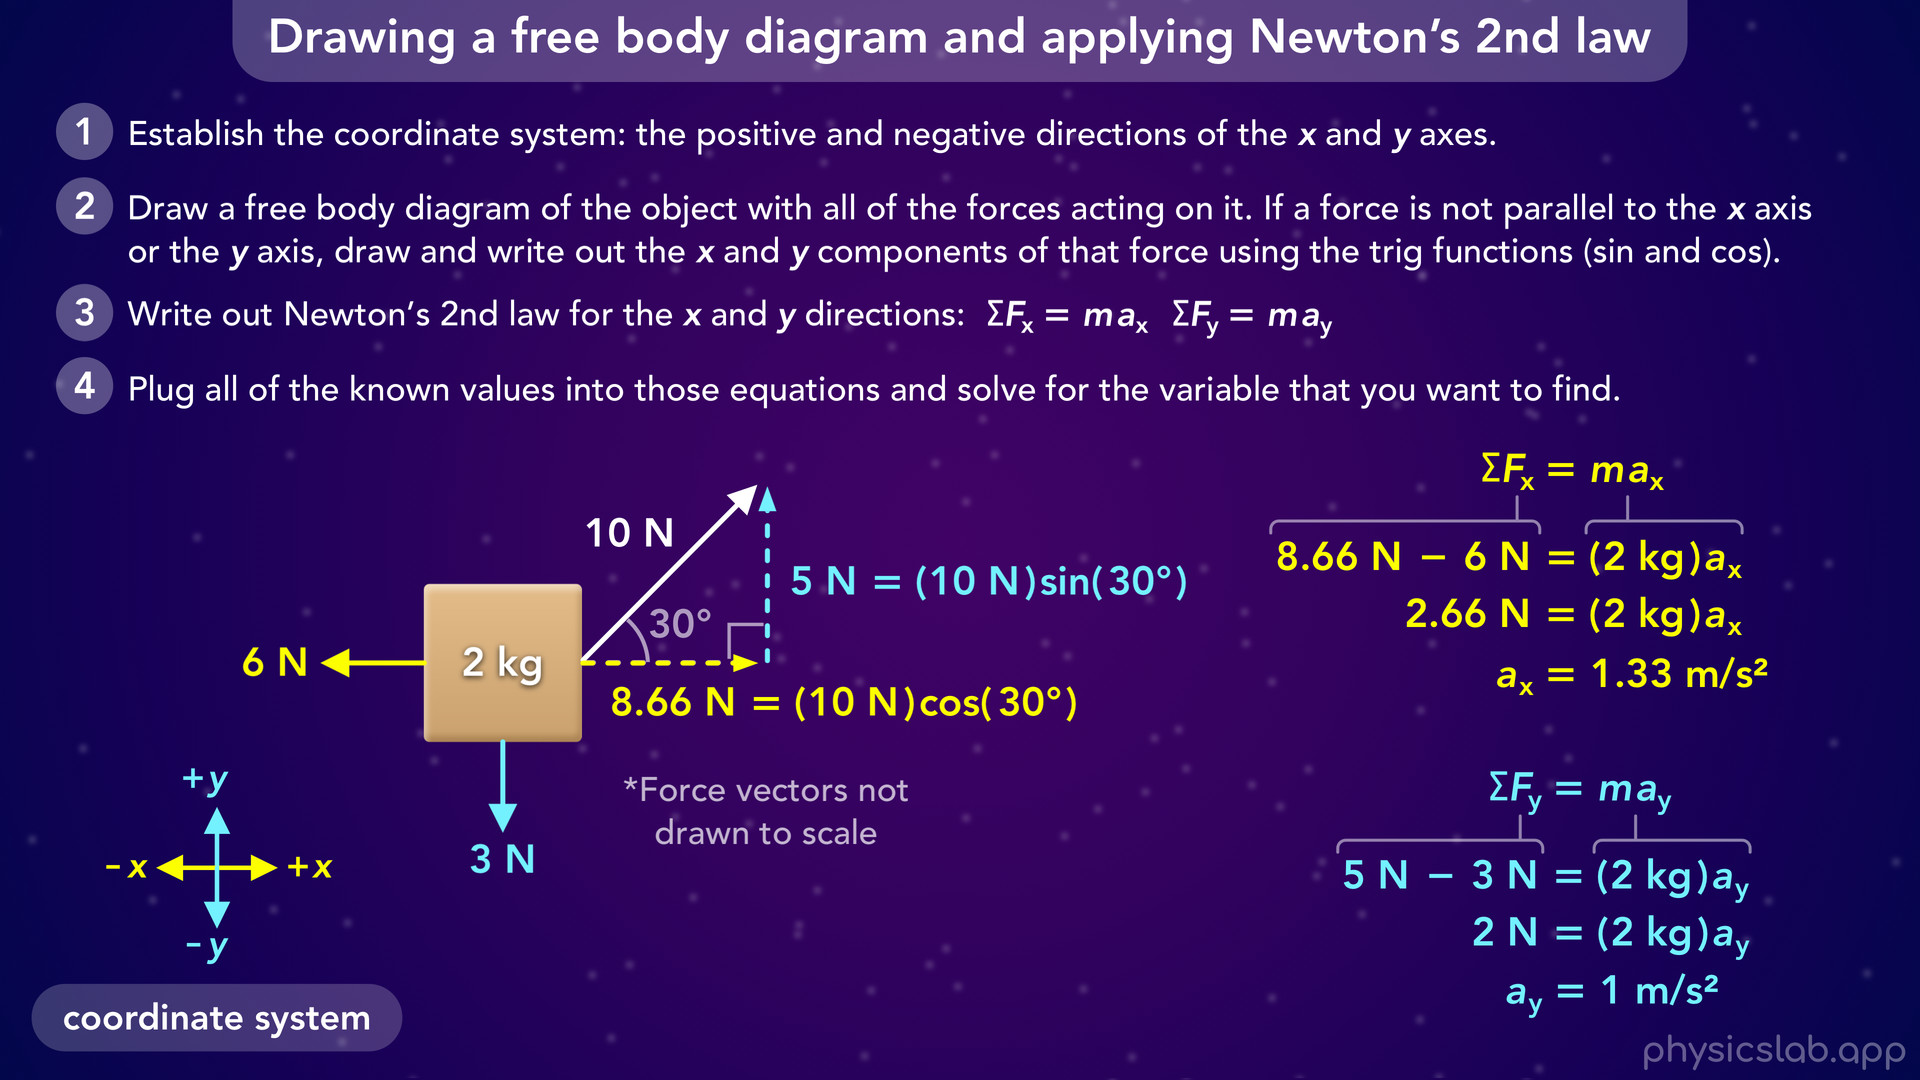 Drawing a free body diagram and applying Newton’s 2nd law
1 Establish the coordinate system: the positive and negative directions of the x and y axes.
2 Draw a free body diagram of the object with all of the forces acting on it. If a force is not parallel to the x axis
or the y axis, draw and write out the x and y components of that force using the trig functions (sin and cos).
3 Write out Newton’s 2nd law for the x and y directions: ΣFx = max ΣFy = may
4 Plug all of the known values into those equations and solve for the variable that you want to find.
10 N
5 N = (10 N)sin(30°)
30°
6 N
2 kg
8.66 N = (10 N)cos(30°)
3 N
*Force vectors not
drawn to scale
+y
-x
+x
-y
coordinate system
ΣFx = max
8.66 N − 6 N = (2 kg)ax
2.66 N = (2 kg)ax
ax = 1.33 m/s²
ΣFy = may
5 N − 3 N = (2 kg)ay
2 N = (2 kg)ay
ay = 1 m/s²
physicslab.app